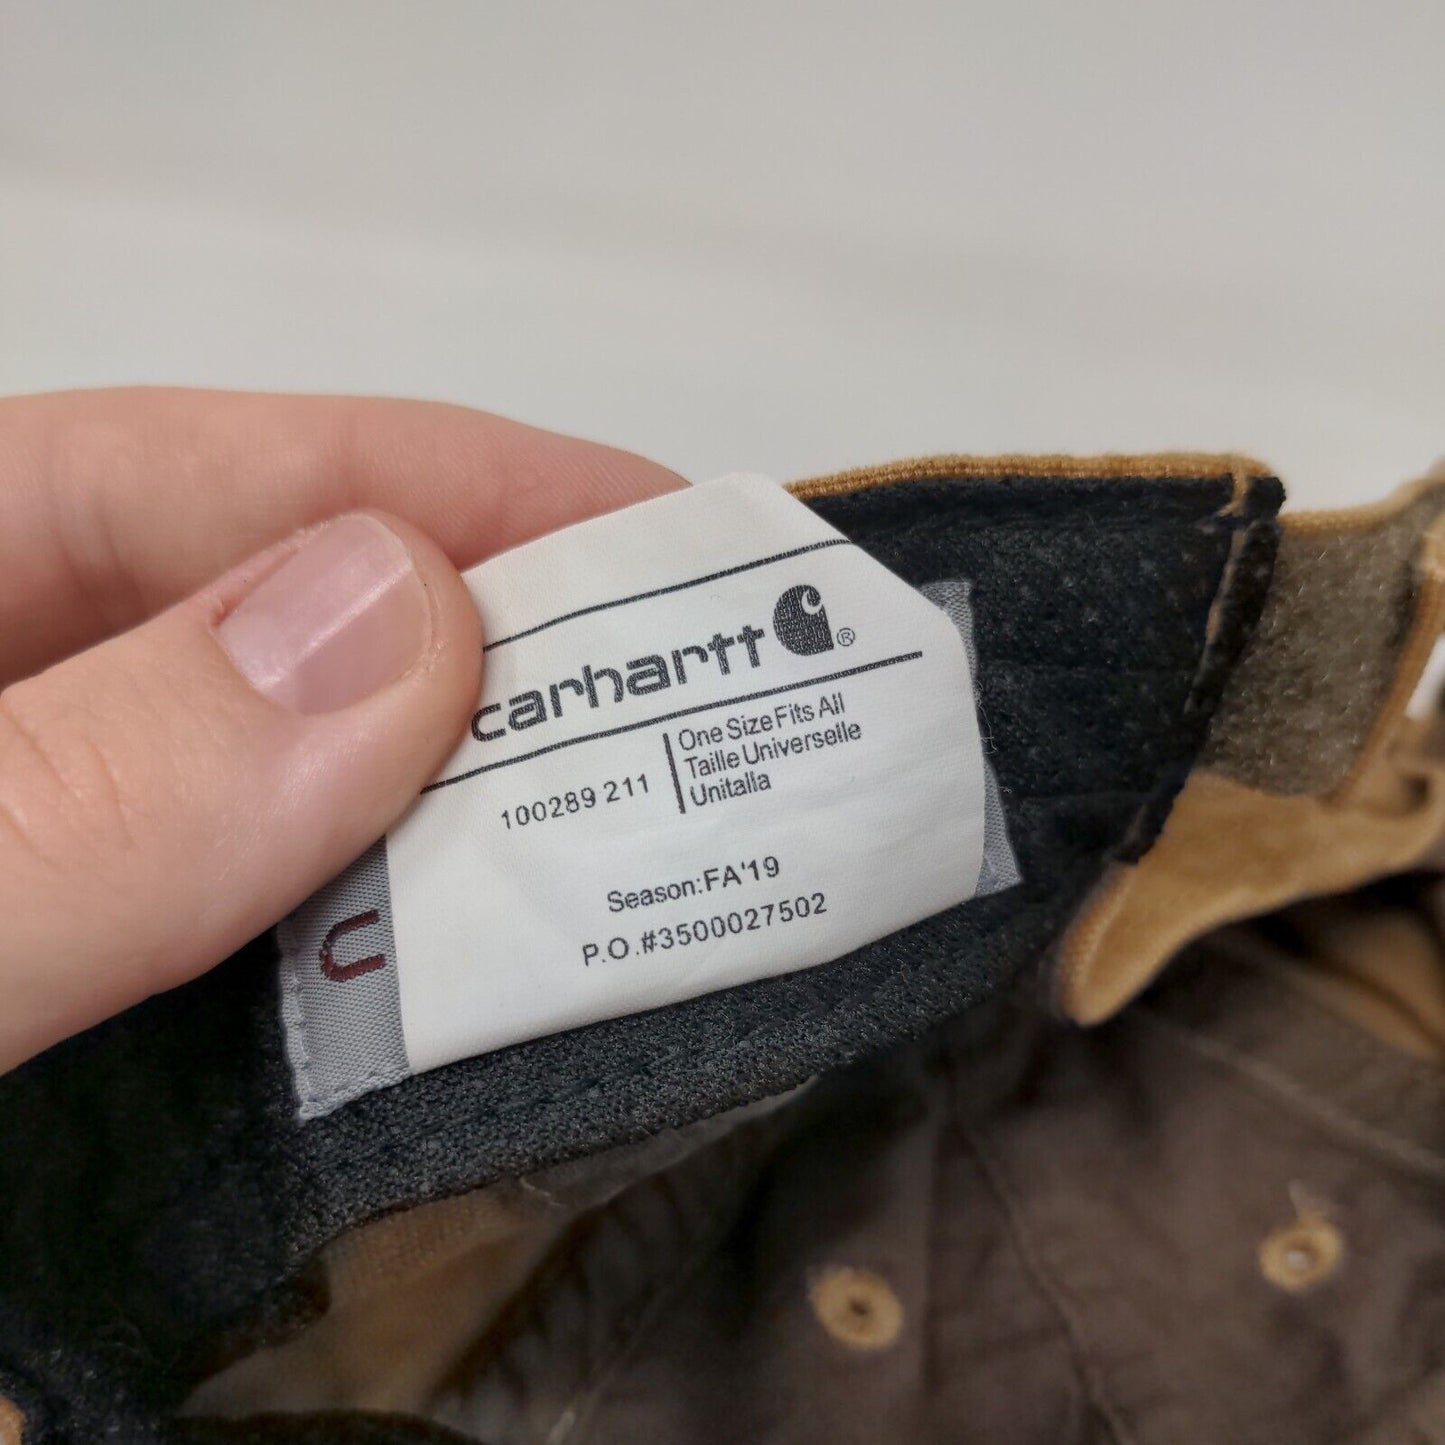 carhartt ®
100289 211
One Size Fits All
Taille Universelle
Unitalla
Season:FA'19
P.O.#3500027502
C